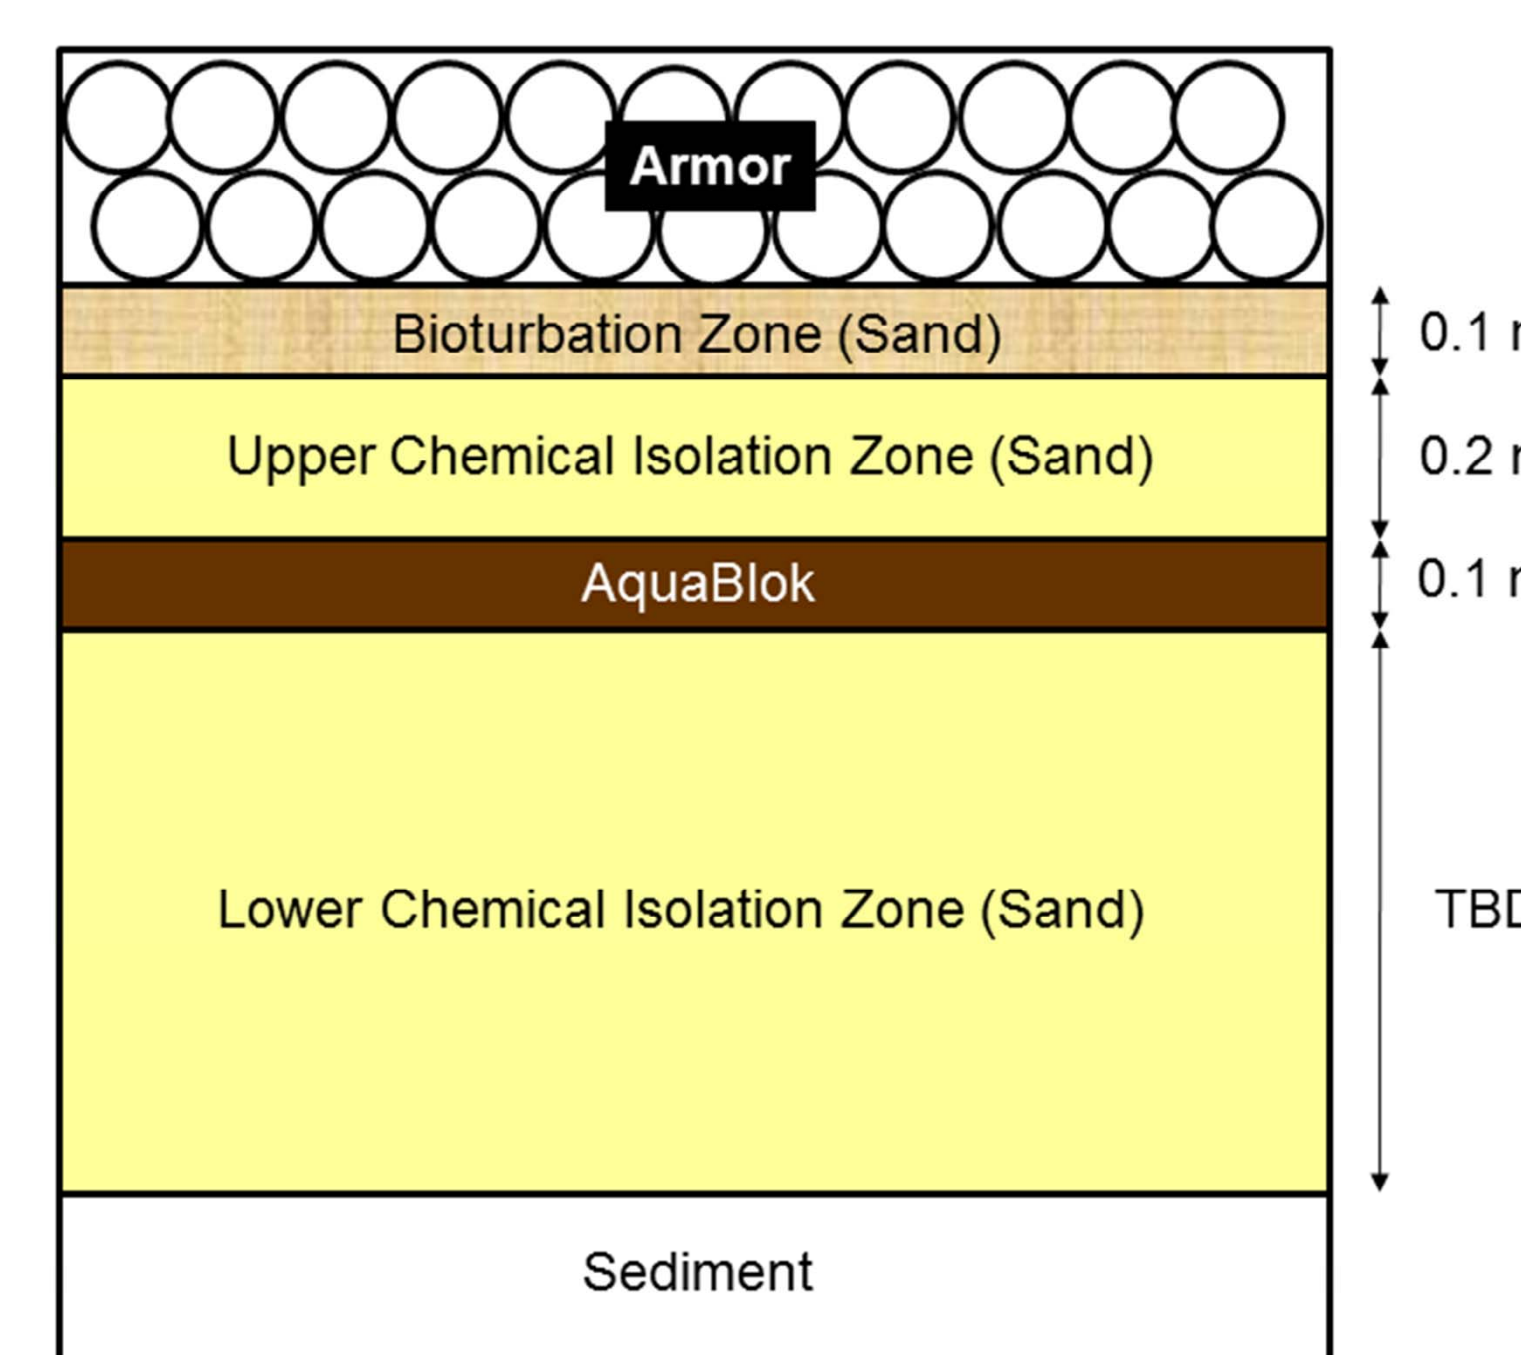 Armor
Bioturbation Zone (Sand)
0.1
Upper Chemical Isolation Zone (Sand)
0.2
AquaBlok
0.1
Lower Chemical Isolation Zone (Sand)
TBD
Sediment